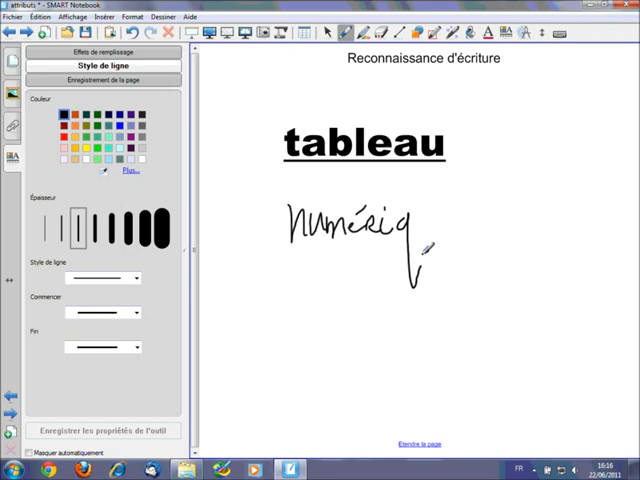 attributs * - SMART Notebook
Fichier Edition Affichage Insérer Format Dessiner Aide
Effets de remplissage
Style de ligne
Enregistrement de la page
Reconnaissance d'écriture
Couleur
Plus...
tableau
numériq
Épaisseur
Style de ligne
Commencer
Fin
Enregistrer les propriétés de l'outil
Masquer automatiquement
Etendre la page
FR
16:16
22/06/2011